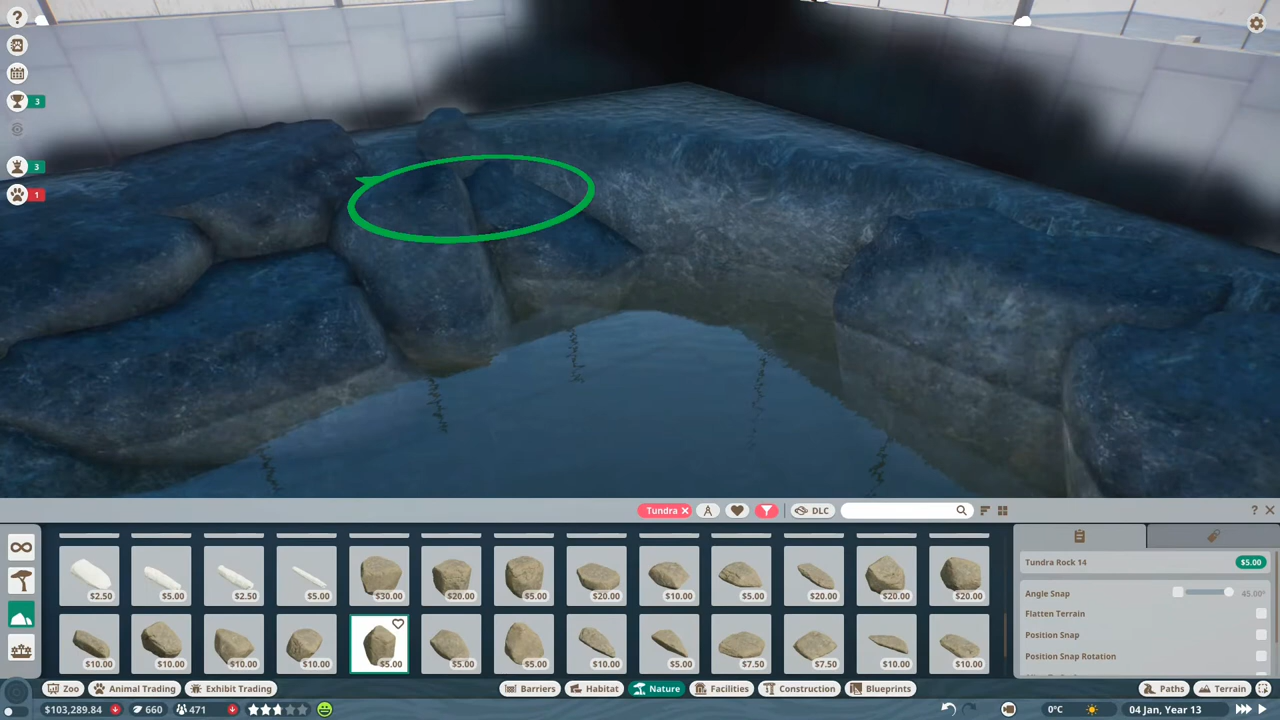 ?
3
3
1
Tundra ×
DLC
? ×
$2.50 $5.00 $2.50 $5.00 $30.00 $20.00 $5.00 $20.00 $10.00 $5.00 $20.00 $20.00 $20.00
$10.00 $10.00 $10.00 $10.00 $5.00 $5.00 $5.00 $10.00 $5.00 $7.50 $7.50 $10.00 $10.00
Tundra Rock 14 $5.00
Angle Snap 45.00°
Flatten Terrain
Position Snap
Position Snap Rotation
Zoo Animal Trading Exhibit Trading Barriers Habitat Nature Facilities Construction Blueprints Paths Terrain
$103,289.84 660 471 0°C 04 Jan, Year 13